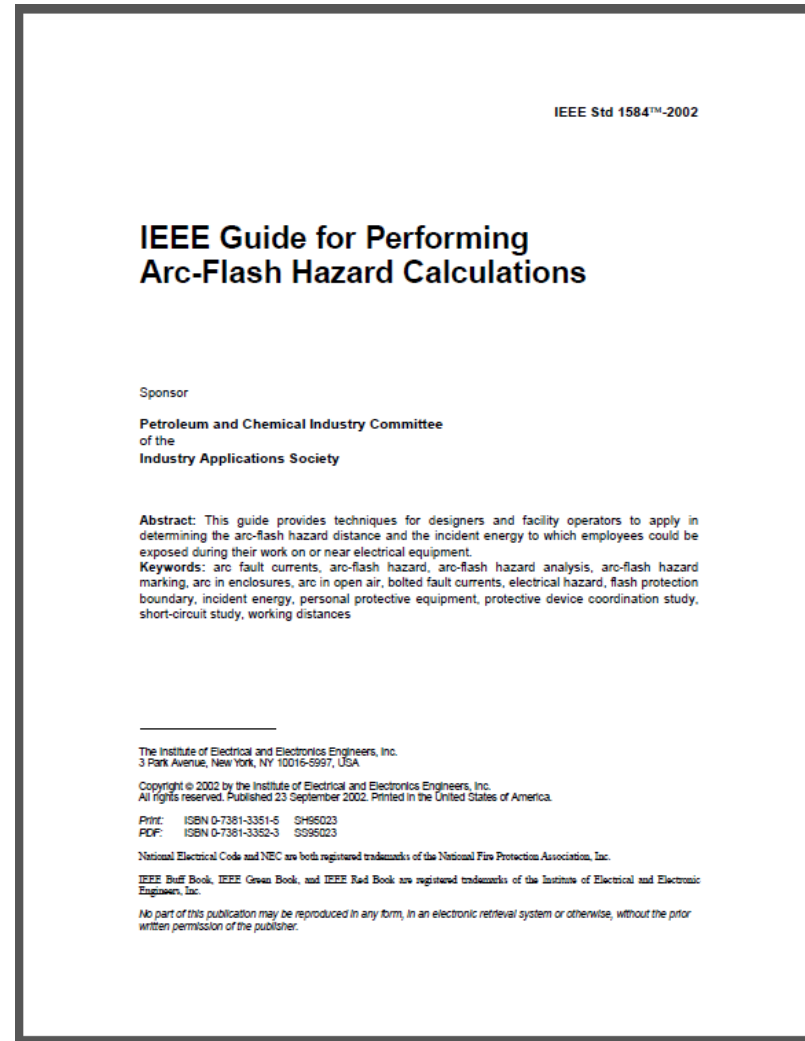 IEEE Std 1584™-2002
IEEE Guide for Performing
Arc-Flash Hazard Calculations
Sponsor
Petroleum and Chemical Industry Committee
of the
Industry Applications Society
Abstract: This guide provides techniques for designers and facility operators to apply in
determining the arc-flash hazard distance and the incident energy to which employees could be
exposed during their work on or near electrical equipment.
Keywords: arc fault currents, arc-flash hazard, arc-flash hazard analysis, arc-flash hazard
marking, arc in enclosures, arc in open air, bolted fault currents, electrical hazard, flash protection
boundary, incident energy, personal protective equipment, protective device coordination study,
short-circuit study, working distances
The Institute of Electrical and Electronics Engineers, Inc.
3 Park Avenue, New York, NY 10016-5997, USA
Copyright © 2002 by the Institute of Electrical and Electronics Engineers, Inc.
All rights reserved. Published 23 September 2002. Printed in the United States of America.
Print: ISBN 0-7381-3351-5 SH95023
PDF: ISBN 0-7381-3352-3 SS95023
National Electrical Code and NEC are both registered trademarks of the National Fire Protection Association, Inc.
IEEE Buff Book, IEEE Green Book, and IEEE Red Book are registered trademarks of the Institute of Electrical and Electronic
Engineers, Inc.
No part of this publication may be reproduced in any form, in an electronic retrieval system or otherwise, without the prior
written permission of the publisher.